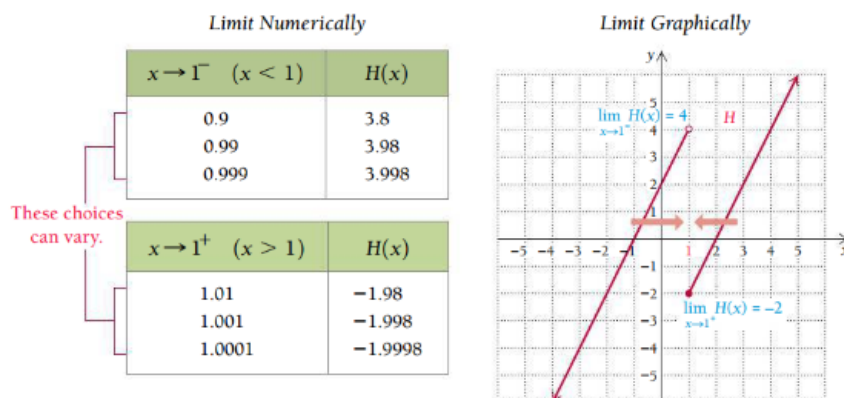 Limit Numerically
x→1⁻ (x < 1) H(x)
0.9 3.8
0.99 3.98
0.999 3.998
These choices
can vary.
x→1⁺ (x > 1) H(x)
1.01 −1.98
1.001 −1.998
1.0001 −1.9998
Limit Graphically
y
5
lim H(x) = 4 H
x→1⁻
4
3
2
1
−5 −4 −3 −2 −1 1 2 3 4 5 x
−1
−2
lim H(x) = −2
x→1⁺
−3
−4
−5